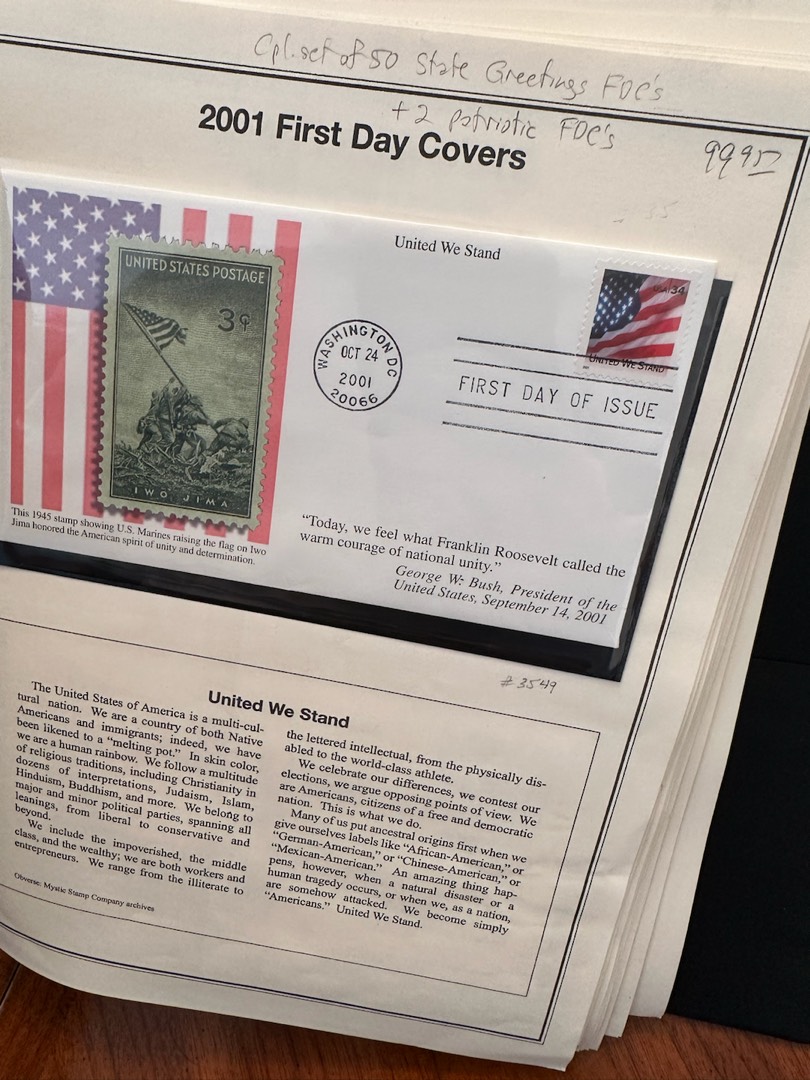 Cpl. set of 50 State Greetings FDC's
+ 2 patriotic FDC's
2001 First Day Covers
9995
United We Stand
UNITED STATES POSTAGE
3¢
IWO JIMA
WASHINGTON DC
OCT 24
2001
20066
USA 34
UNITED WE STAND
FIRST DAY OF ISSUE
This 1945 stamp showing U.S. Marines raising the flag on Iwo
Jima honored the American spirit of unity and determination.
"Today, we feel what Franklin Roosevelt called the
warm courage of national unity."
George W. Bush, President of the
United States, September 14, 2001
#3549
United We Stand
The United States of America is a multi-cul-
tural nation. We are a country of both Native
Americans and immigrants; indeed, we have
been likened to a "melting pot." In skin color,
we are a human rainbow. We follow a multitude
of religious traditions, including Christianity in
dozens of interpretations, Judaism, Islam,
Hinduism, Buddhism, and more. We belong to
major and minor political parties, spanning all
leanings, from liberal to conservative and
beyond.
We include the impoverished, the middle
class, and the wealthy; we are both workers and
entrepreneurs. We range from the illiterate to
the lettered intellectual, from the physically dis-
abled to the world-class athlete.
We celebrate our differences, we contest our
elections, we argue opposing points of view. We
are Americans, citizens of a free and democratic
nation. This is what we do.
Many of us put ancestral origins first when we
give ourselves labels like "African-American," or
"German-American," or "Chinese-American," or
"Mexican-American." An amazing thing hap-
pens, however, when a natural disaster or a
human tragedy occurs, or when we, as a nation,
are somehow attacked. We become simply
"Americans." United We Stand.
Obverse: Mystic Stamp Company archives